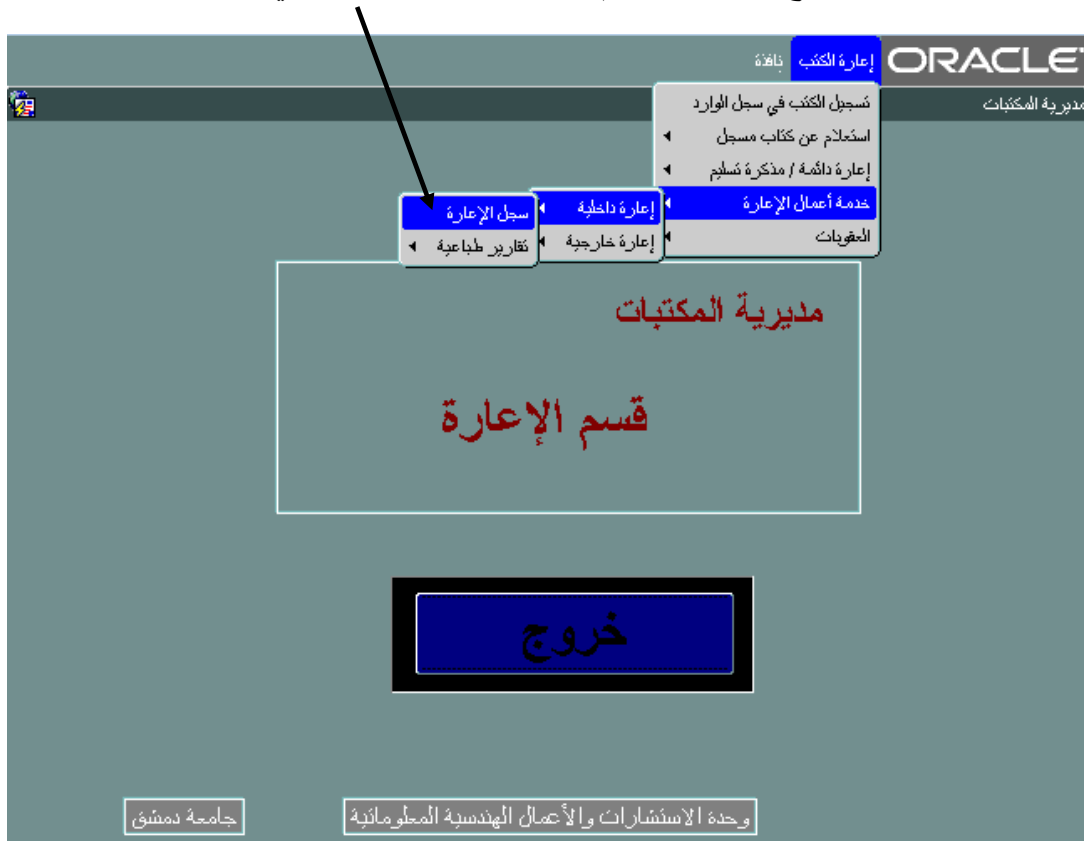 ORACLE
إعارة الكتب
نافذة
مديرية المكتبات
تسجيل الكتب في سجل الوارد
استعلام عن كتاب مسجل
إعارة دائمة / مذكرة تسليم
خدمة أعمال الإعارة
العقوبات
إعارة داخلية
إعارة خارجية
سجل الإعارة
تقارير طباعية
مديرية المكتبات
قسم الإعارة
خروج
وحدة الاستشارات والأعمال الهندسية المعلوماتية
جامعة دمشق